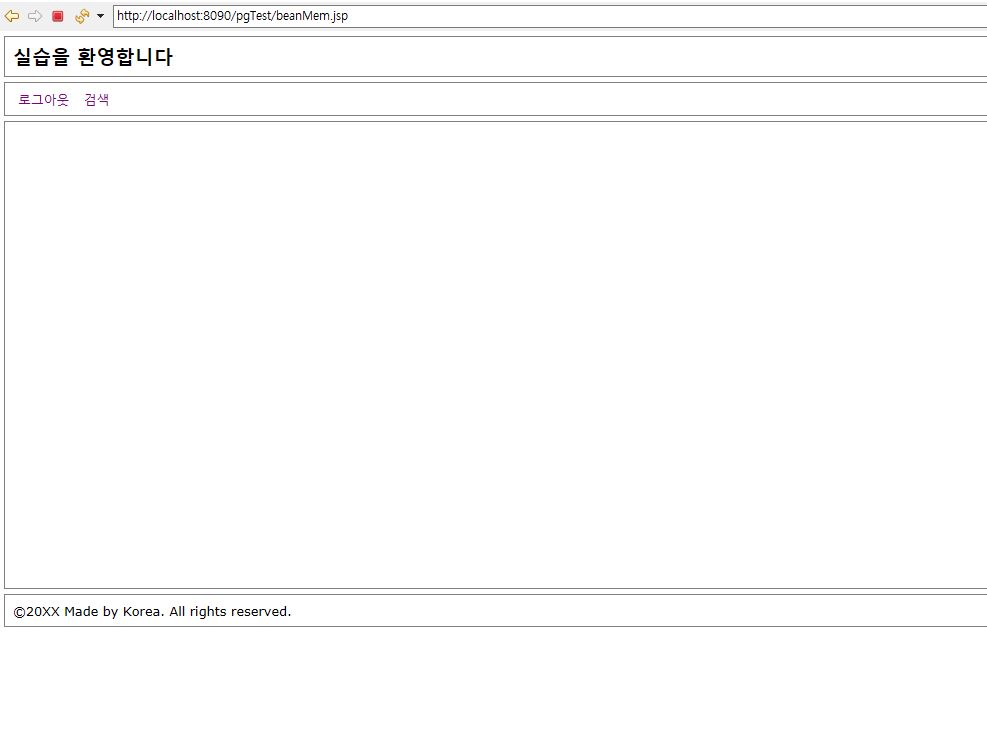 http://localhost:8090/pgTest/beanMem.jsp
실습을 환영합니다
로그아웃 검색
©20XX Made by Korea. All rights reserved.